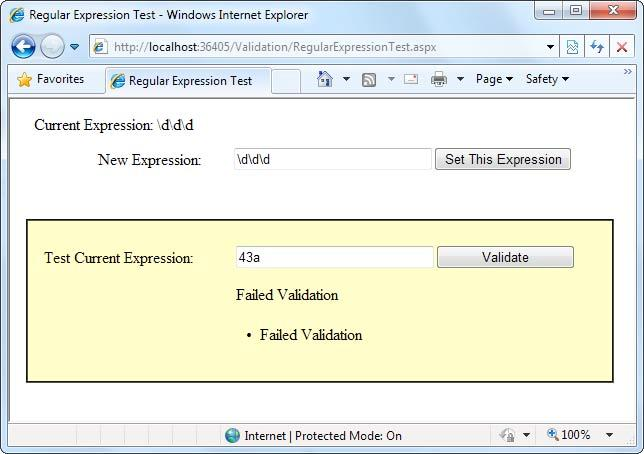 Regular Expression Test - Windows Internet Explorer
http://localhost:36405/Validation/RegularExpressionTest.aspx
Favorites Regular Expression Test Page Safety »
Current Expression: \d\d\d
New Expression: \d\d\d Set This Expression
Test Current Expression: 43a Validate
Failed Validation
• Failed Validation
Internet | Protected Mode: On 100%